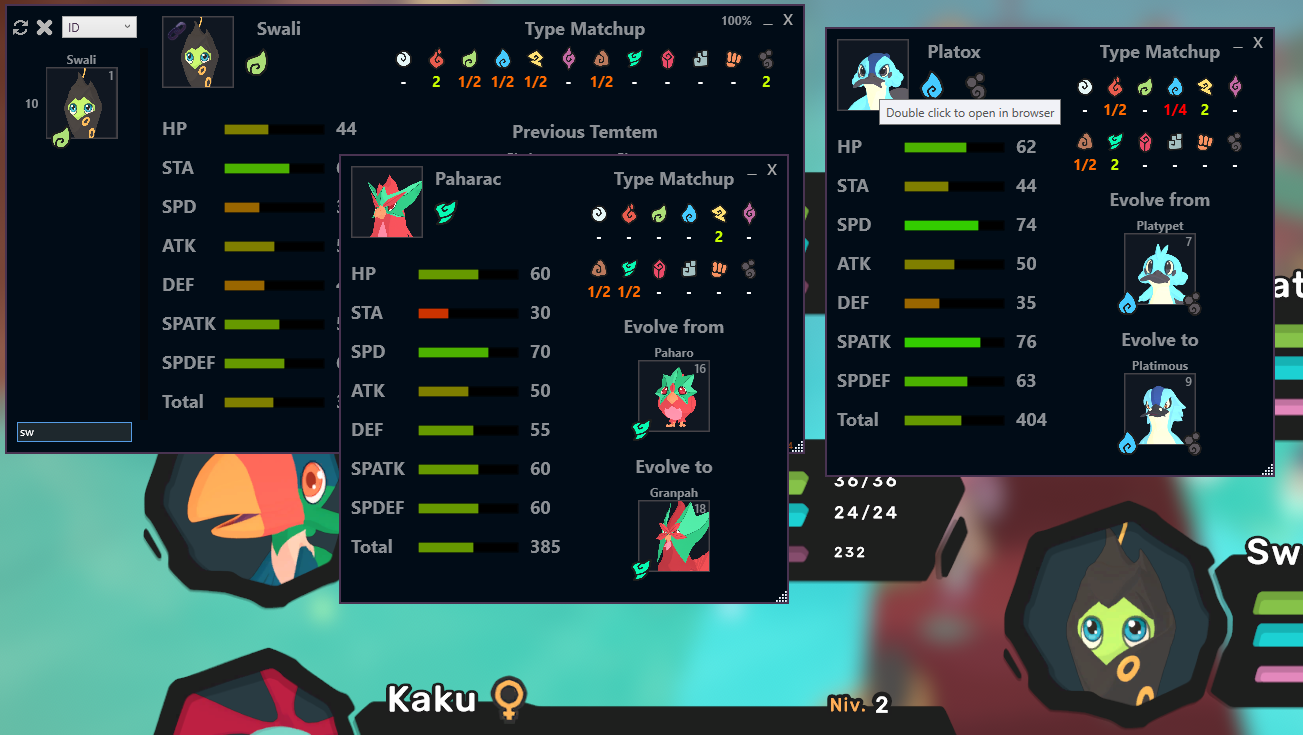 ID
Swali
1
10
sw
Swali
Type Matchup
100%
- 2 1/2 1/2 1/2 - 1/2 - - - - 2
Previous Temtem
HP 44
STA
SPD
ATK
DEF
SPATK
SPDEF
Total
Paharac
Type Matchup
X
- - - - 2 -
1/2 1/2 - - - -
HP 60
STA 30
SPD 70
ATK 50
DEF 55
SPATK 60
SPDEF 60
Total 385
Evolve from
Paharo
16
Evolve to
Granpah
18
Platox
Type Matchup
X
- 1/2 - 1/4 2 -
1/2 2 - - - -
Double click to open in browser
HP 62
STA 44
SPD 74
ATK 50
DEF 35
SPATK 76
SPDEF 63
Total 404
Evolve from
Platypet
7
Evolve to
Platimous
9
36/36
24/24
232
Sw
Kaku
Niv. 2